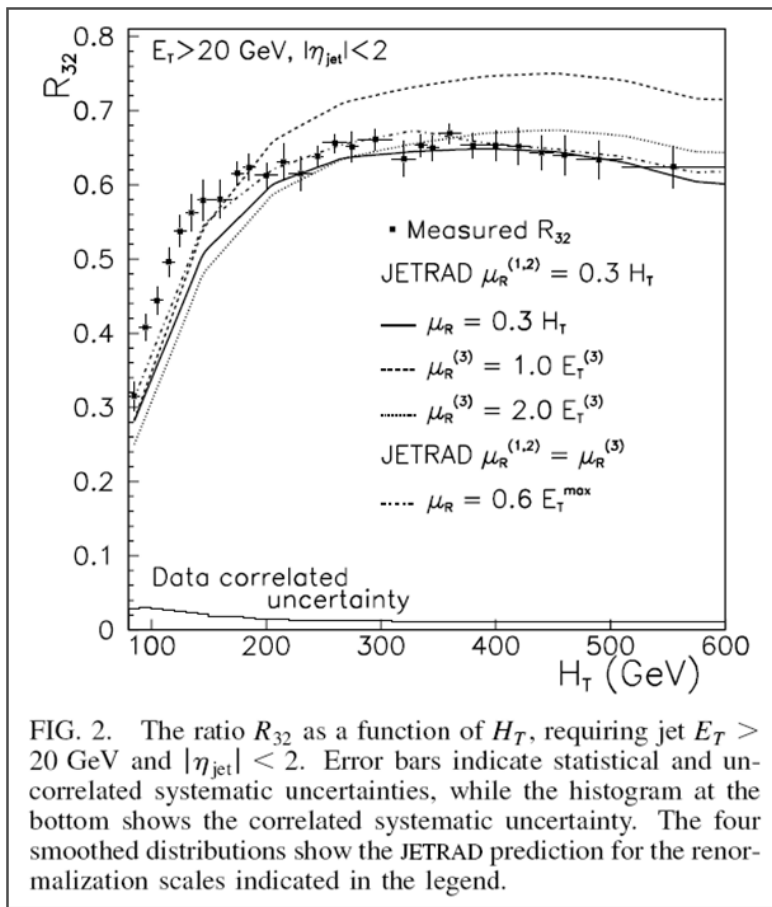 0.8
0.7
0.6
0.5
0.4
0.3
0.2
0.1
0
R₃₂
E_T>20 GeV, |η_jet|<2
▪ Measured R₃₂
JETRAD μ_R^(1,2) = 0.3 H_T
μ_R = 0.3 H_T
μ_R^(3) = 1.0 E_T^(3)
μ_R^(3) = 2.0 E_T^(3)
JETRAD μ_R^(1,2) = μ_R^(3)
μ_R = 0.6 E_T^max
Data correlated
uncertainty
100 200 300 400 500 600
H_T (GeV)
FIG. 2. The ratio R₃₂ as a function of H_T, requiring jet E_T >
20 GeV and |η_jet| < 2. Error bars indicate statistical and un-
correlated systematic uncertainties, while the histogram at the
bottom shows the correlated systematic uncertainty. The four
smoothed distributions show the JETRAD prediction for the renor-
malization scales indicated in the legend.